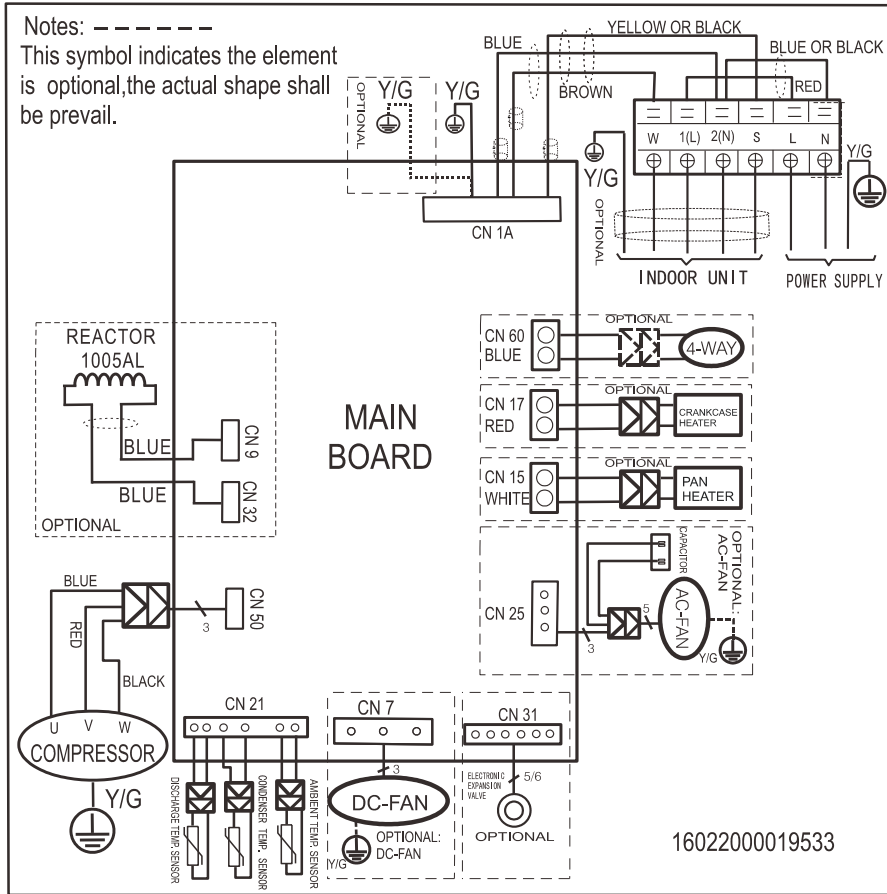 Notes:
This symbol indicates the element
is optional,the actual shape shall
be prevail.
OPTIONAL
Y/G
Y/G
BLUE
YELLOW OR BLACK
BLUE OR BLACK
BROWN
RED
W 1(L) 2(N) S L N
Y/G
Y/G
OPTIONAL
INDOOR UNIT
POWER SUPPLY
CN 1A
REACTOR
1005AL
BLUE
BLUE
CN 9
CN 32
OPTIONAL
MAIN
BOARD
CN 60
BLUE
OPTIONAL
4-WAY
CN 17
RED
OPTIONAL
CRANKCASE
HEATER
CN 15
WHITE
OPTIONAL
PAN
HEATER
CN 25
3
CAPACITOR
5
AC-FAN
OPTIONAL:
AC-FAN
Y/G
BLUE
RED
BLACK
3
CN 50
U V W
COMPRESSOR
Y/G
CN 21
DISCHARGE TEMP. SENSOR
CONDENSER TEMP. SENSOR
AMBIENT TEMP. SENSOR
CN 7
3
DC-FAN
Y/G
OPTIONAL:
DC-FAN
CN 31
ELECTRONIC
EXPANSION
VALVE
5/6
OPTIONAL
16022000019533